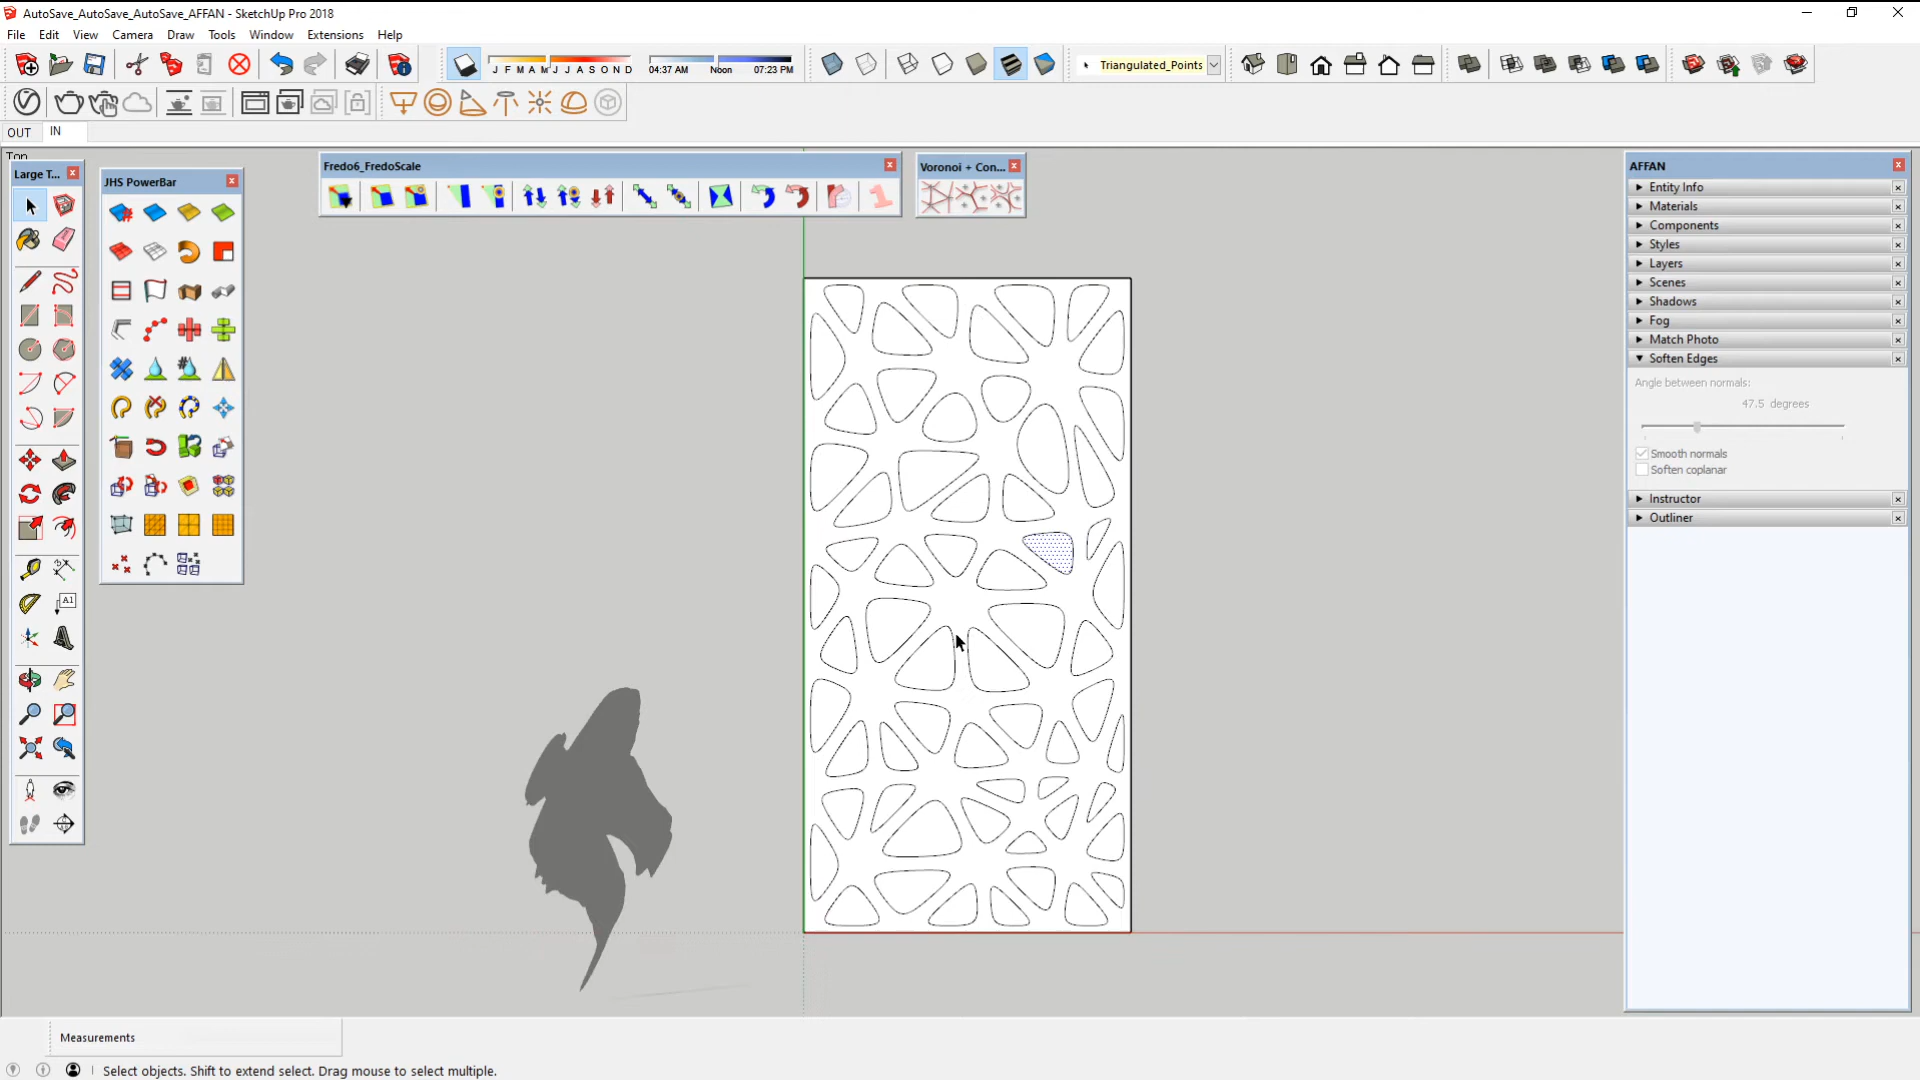 AutoSave_AutoSave_AutoSave_AFFAN - SketchUp Pro 2018
File Edit View Camera Draw Tools Window Extensions Help
J F M A M J J A S O N D
04:37 AM Noon 07:23 PM
Triangulated_Points
OUT IN
Top
Large T...
JHS PowerBar
Fredo6_FredoScale
Voronoi + Con...
AFFAN
Entity Info
Materials
Components
Styles
Layers
Scenes
Shadows
Fog
Match Photo
Soften Edges
Angle between normals:
47.5 degrees
Smooth normals
Soften coplanar
Instructor
Outliner
A1
Measurements
Select objects. Shift to extend select. Drag mouse to select multiple.